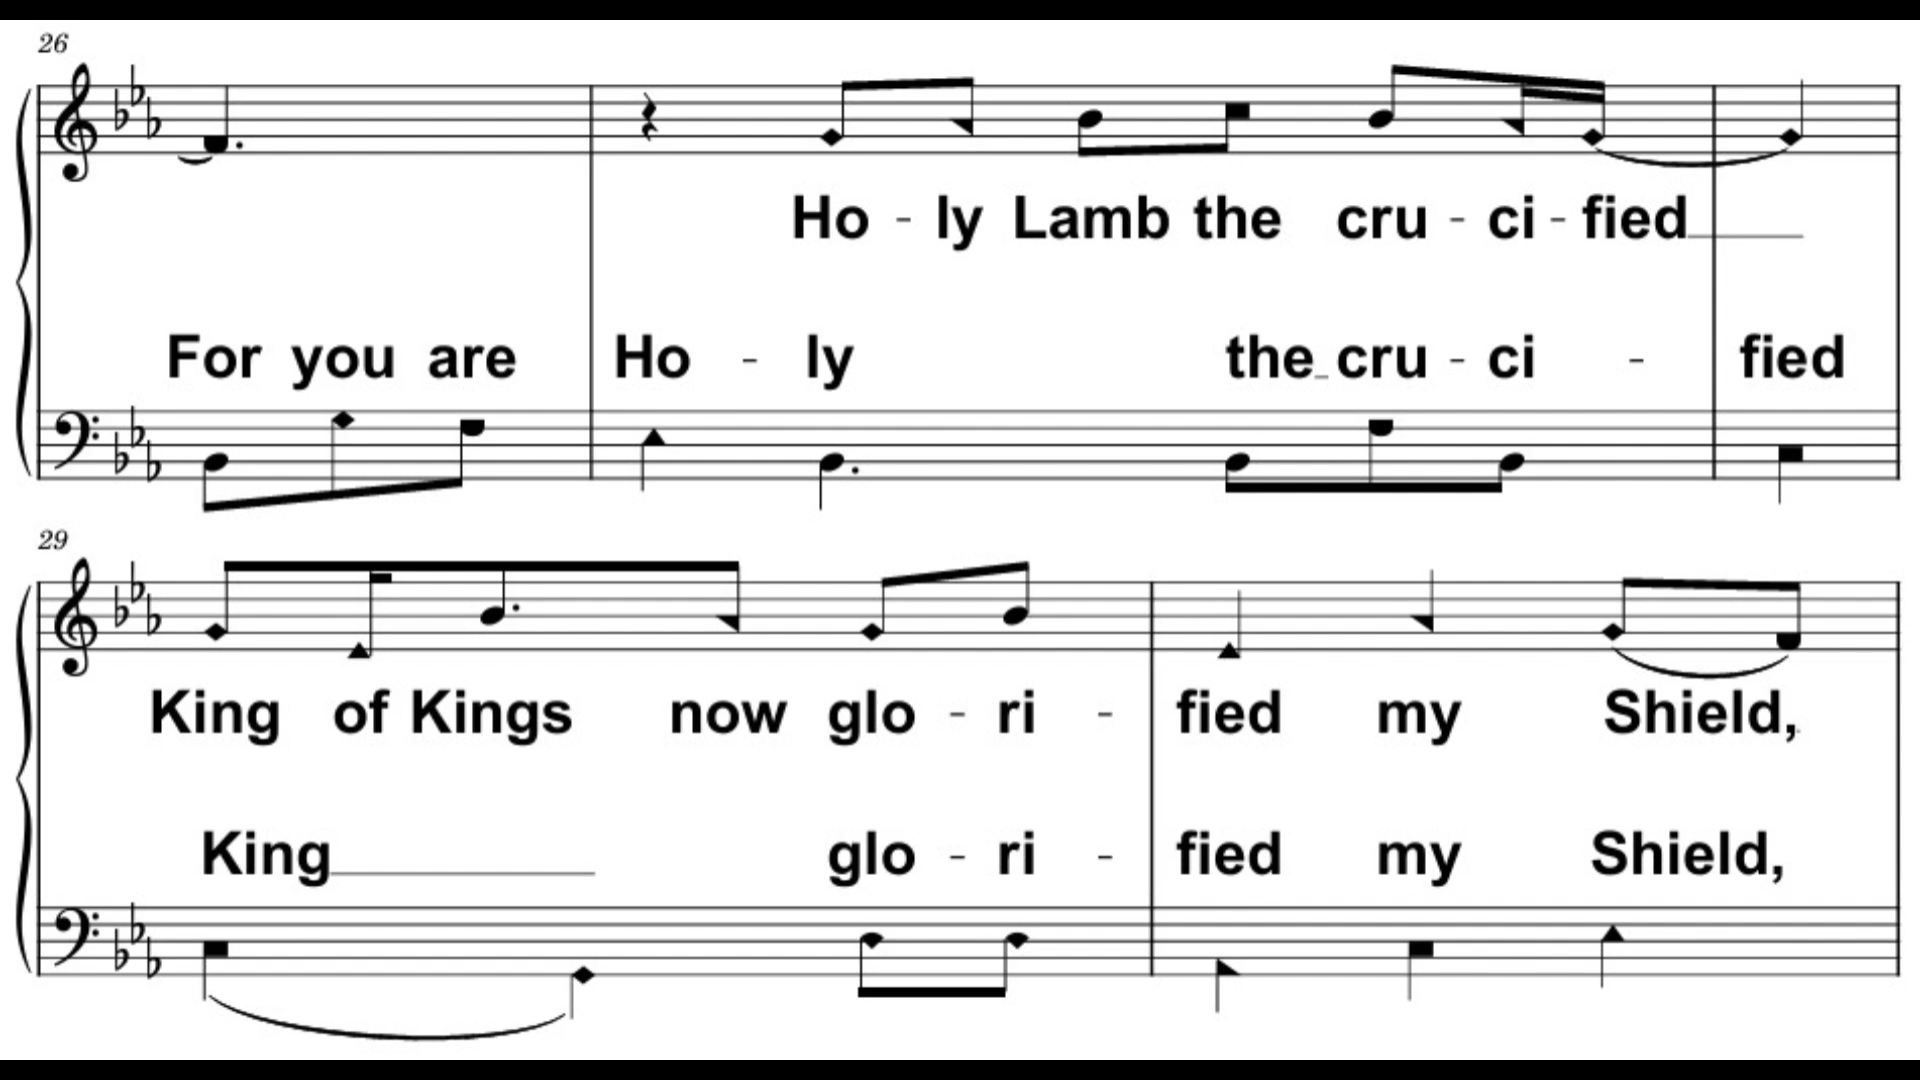 26
Ho - ly Lamb the cru - ci - fied
For you are Ho - ly the cru - ci - fied
29
King of Kings now glo - ri - fied my Shield,
King glo - ri - fied my Shield,